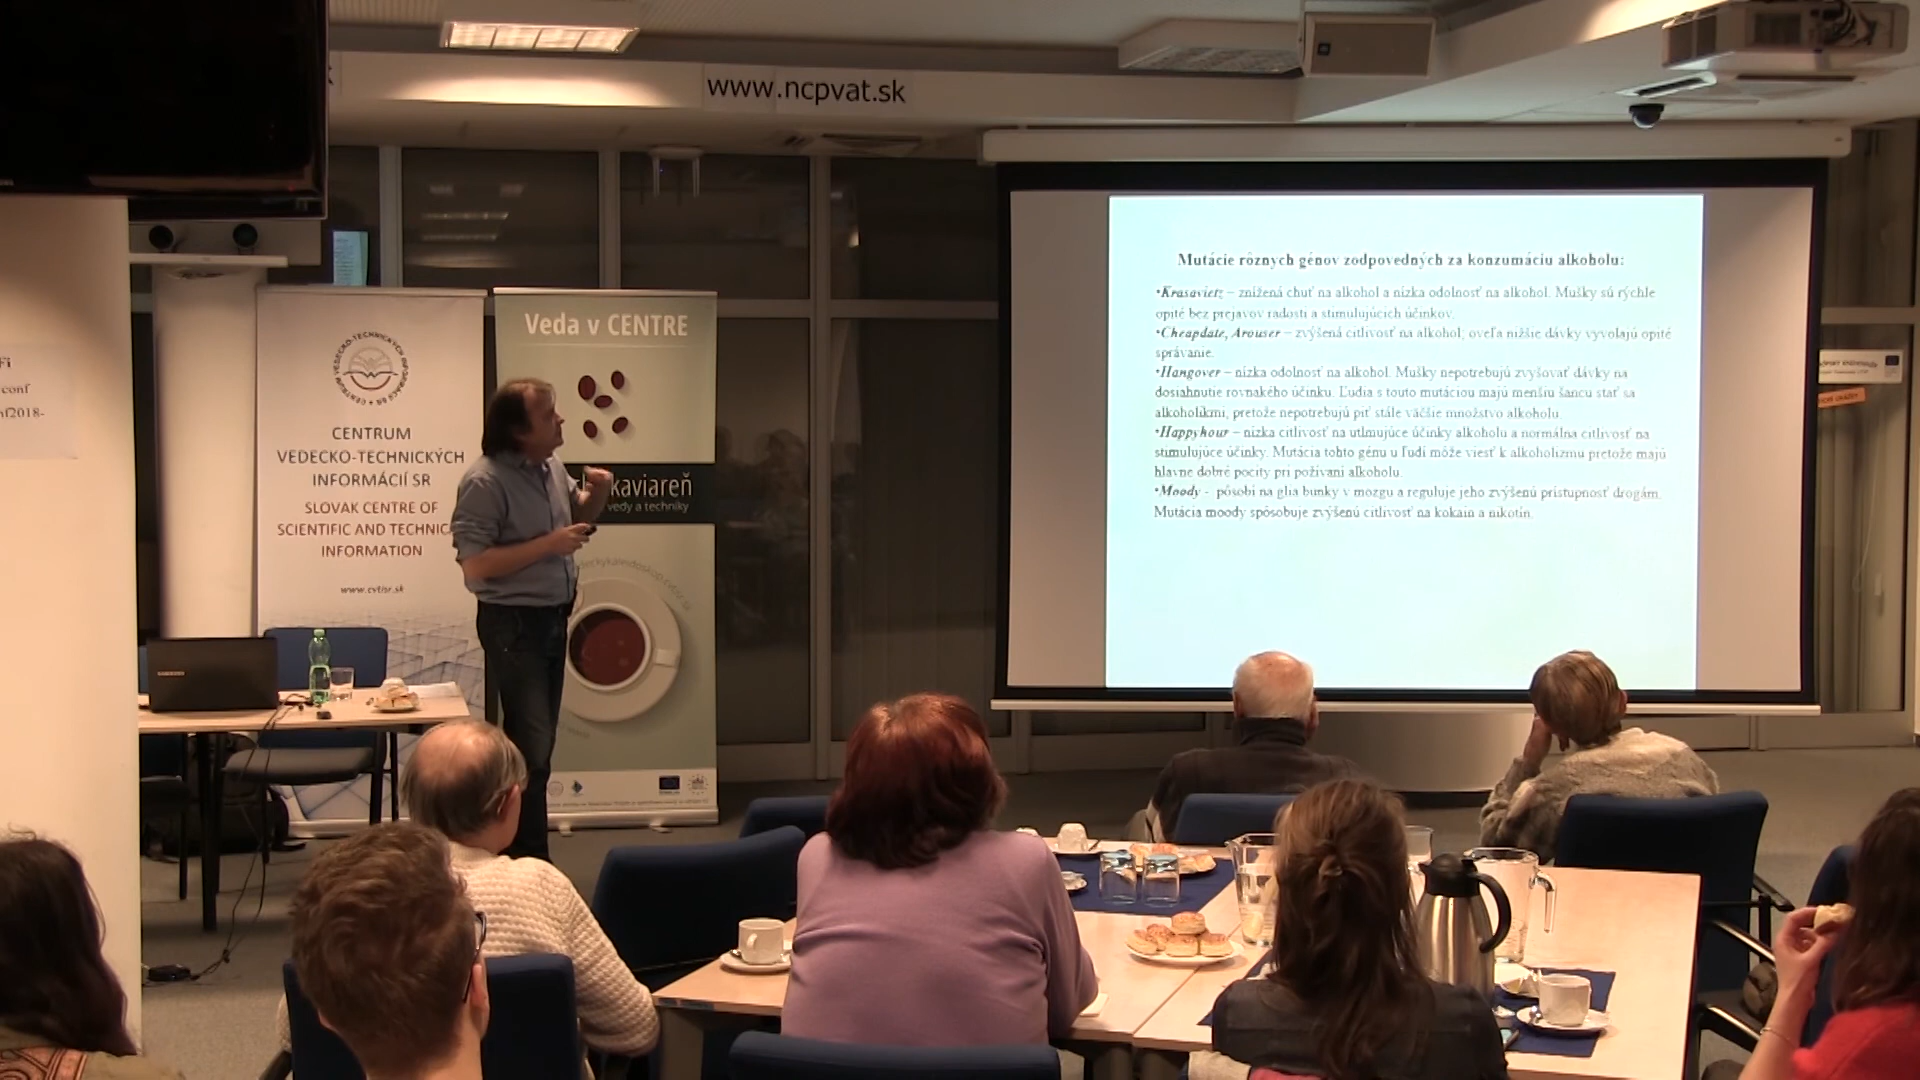 www.ncpvat.sk
Mutácie rôznych génov zodpovedných za konzumáciu alkoholu:
•Krasavietz – znížená chuť na alkohol a nízka odolnosť na alkohol. Mušky sú rýchle
opité bez prejavov radosti a stimulujúcich účinkov.
•Cheapdate, Arouser – zvýšená citlivosť na alkohol; oveľa nižšie dávky vyvolajú opité
správanie.
•Hangover – nízka odolnosť na alkohol. Mušky nepotrebujú zvyšovať dávky na
dosiahnutie rovnakého účinku. Ľudia s touto mutáciou majú menšiu šancu stať sa
alkoholikmi, pretože nepotrebujú piť stále väčšie množstvo alkoholu.
•Happyhour – nízka citlivosť na utlmujúce účinky alkoholu a normálna citlivosť na
stimulujúce účinky. Mutácia tohto génu u ľudí môže viesť k alkoholizmu pretože majú
hlavne dobré pocity pri požívaní alkoholu.
•Moody - pôsobí na glia bunky v mozgu a reguluje jeho zvýšenú prístupnosť drogám.
Mutácia moody spôsobuje zvýšenú citlivosť na kokain a nikotín.
CENTRUM
VEDECKO-TECHNICKÝCH
INFORMÁCIÍ SR
SLOVAK CENTRE OF
SCIENTIFIC AND TECHNIC
INFORMATION
www.cvtisr.sk
Veda v CENTRE
kaviareň
vedy a techniky
Fi
conf
nf2018-